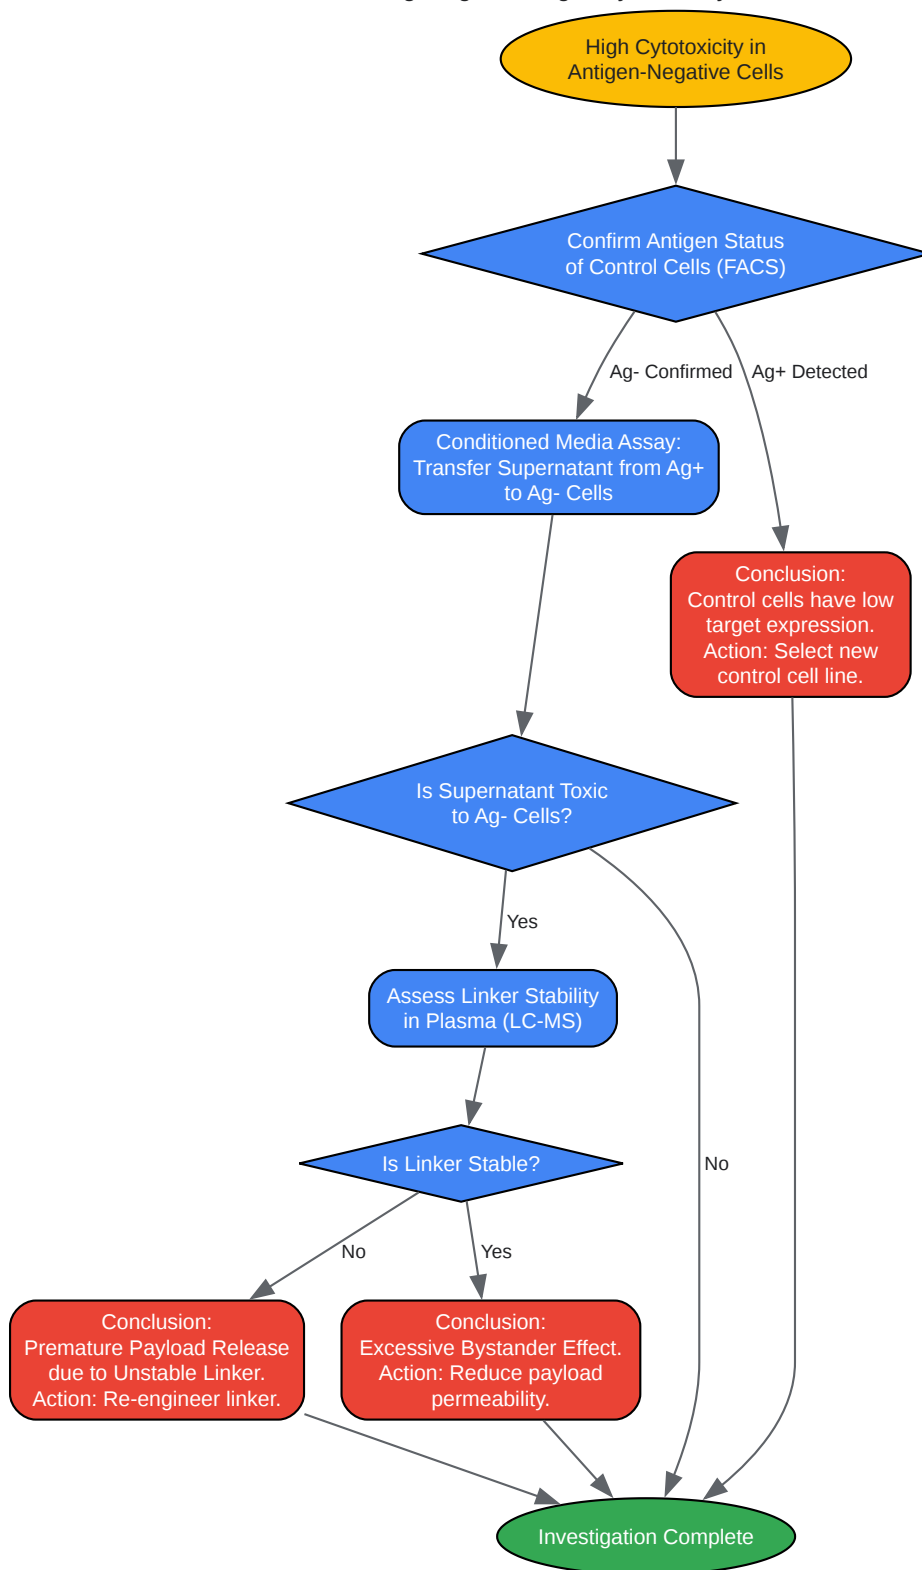 High Cytotoxicity in
Antigen-Negative Cells
Confirm Antigen Status
of Control Cells (FACS)
Ag- Confirmed
Ag+ Detected
Conditioned Media Assay:
Transfer Supernatant from Ag+
to Ag- Cells
Conclusion:
Control cells have low
target expression.
Action: Select new
control cell line.
Is Supernatant Toxic
to Ag- Cells?
Yes
Assess Linker Stability
in Plasma (LC-MS)
Is Linker Stable?
No
No
Yes
Conclusion:
Premature Payload Release
due to Unstable Linker.
Action: Re-engineer linker.
Conclusion:
Excessive Bystander Effect.
Action: Reduce payload
permeability.
Investigation Complete